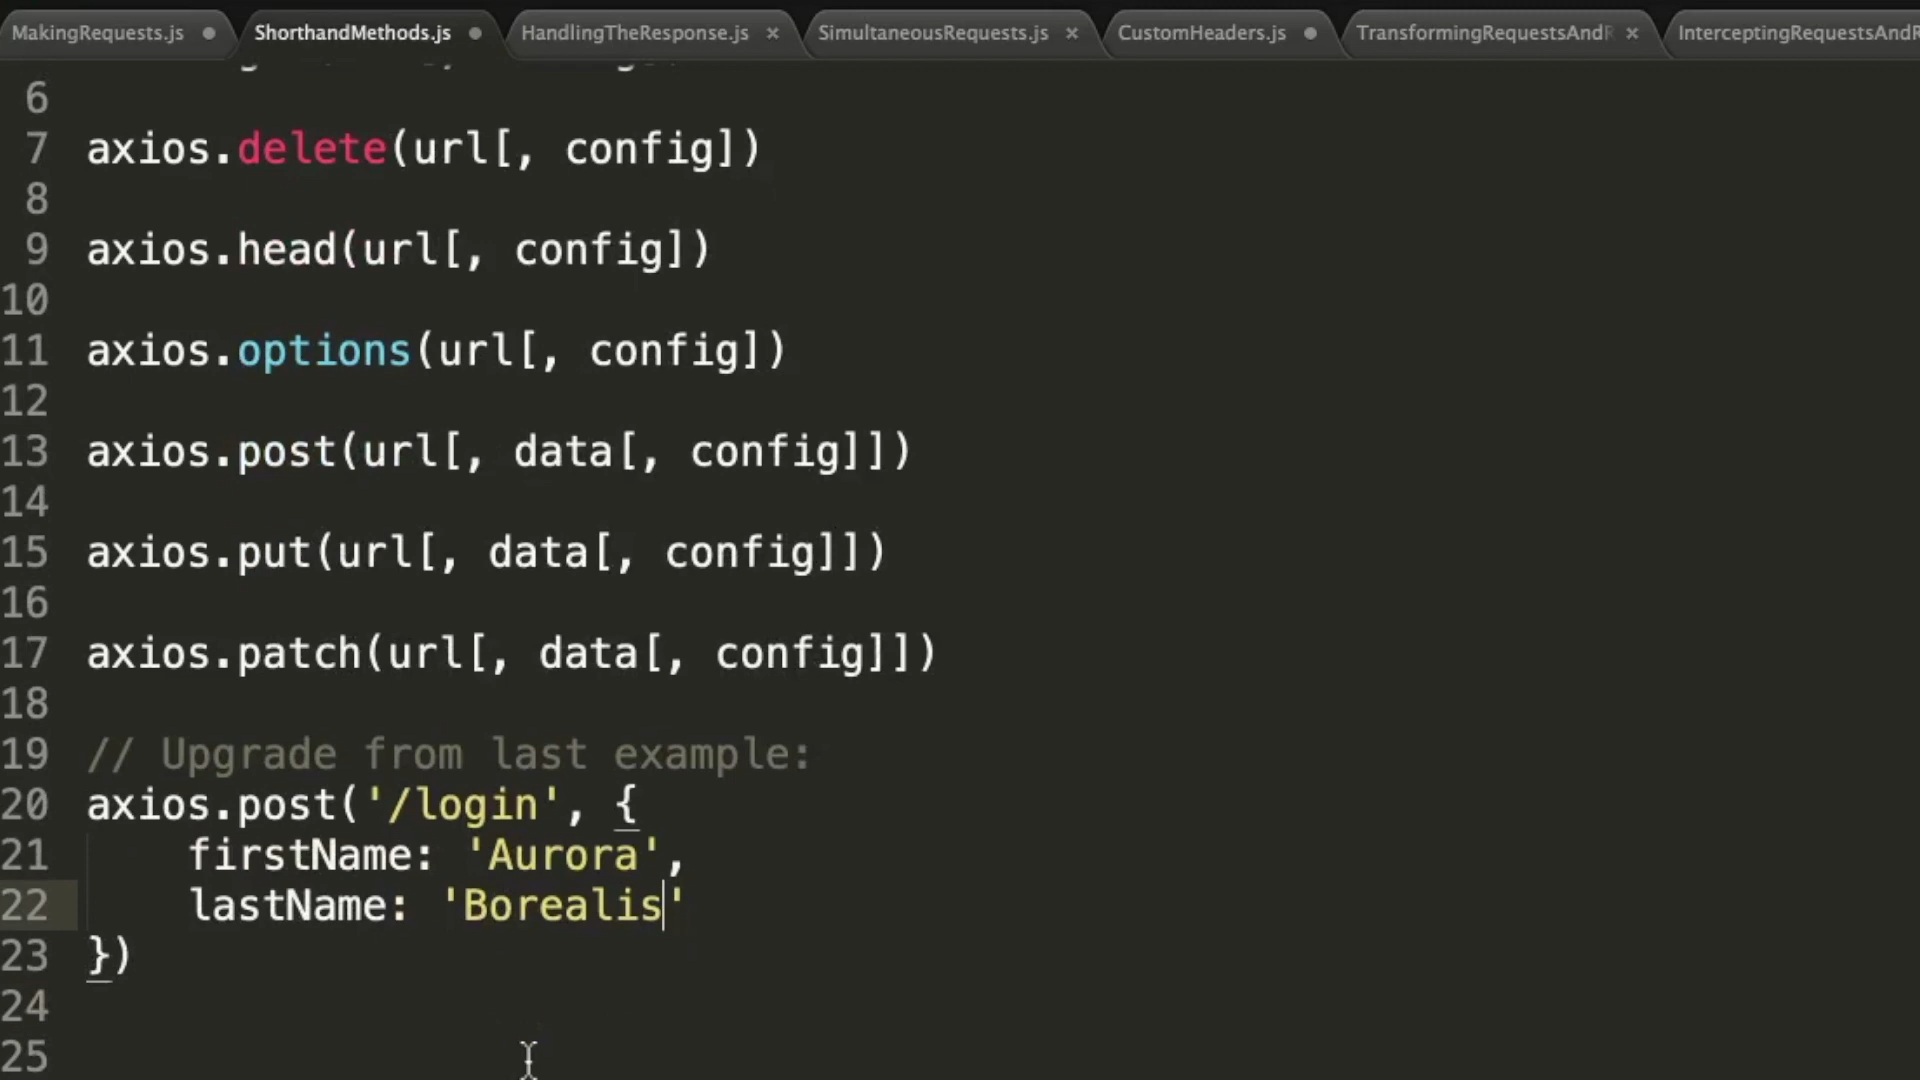 MakingRequests.js ShorthandMethods.js HandlingTheResponse.js SimultaneousRequests.js CustomHeaders.js TransformingRequestsAndR InterceptingRequestsAndR
6
7 axios.delete(url[, config])
8
9 axios.head(url[, config])
10
11 axios.options(url[, config])
12
13 axios.post(url[, data[, config]])
14
15 axios.put(url[, data[, config]])
16
17 axios.patch(url[, data[, config]])
18
19 // Upgrade from last example:
20 axios.post('/login', {
21 firstName: 'Aurora',
22 lastName: 'Borealis'
23 })
24
25